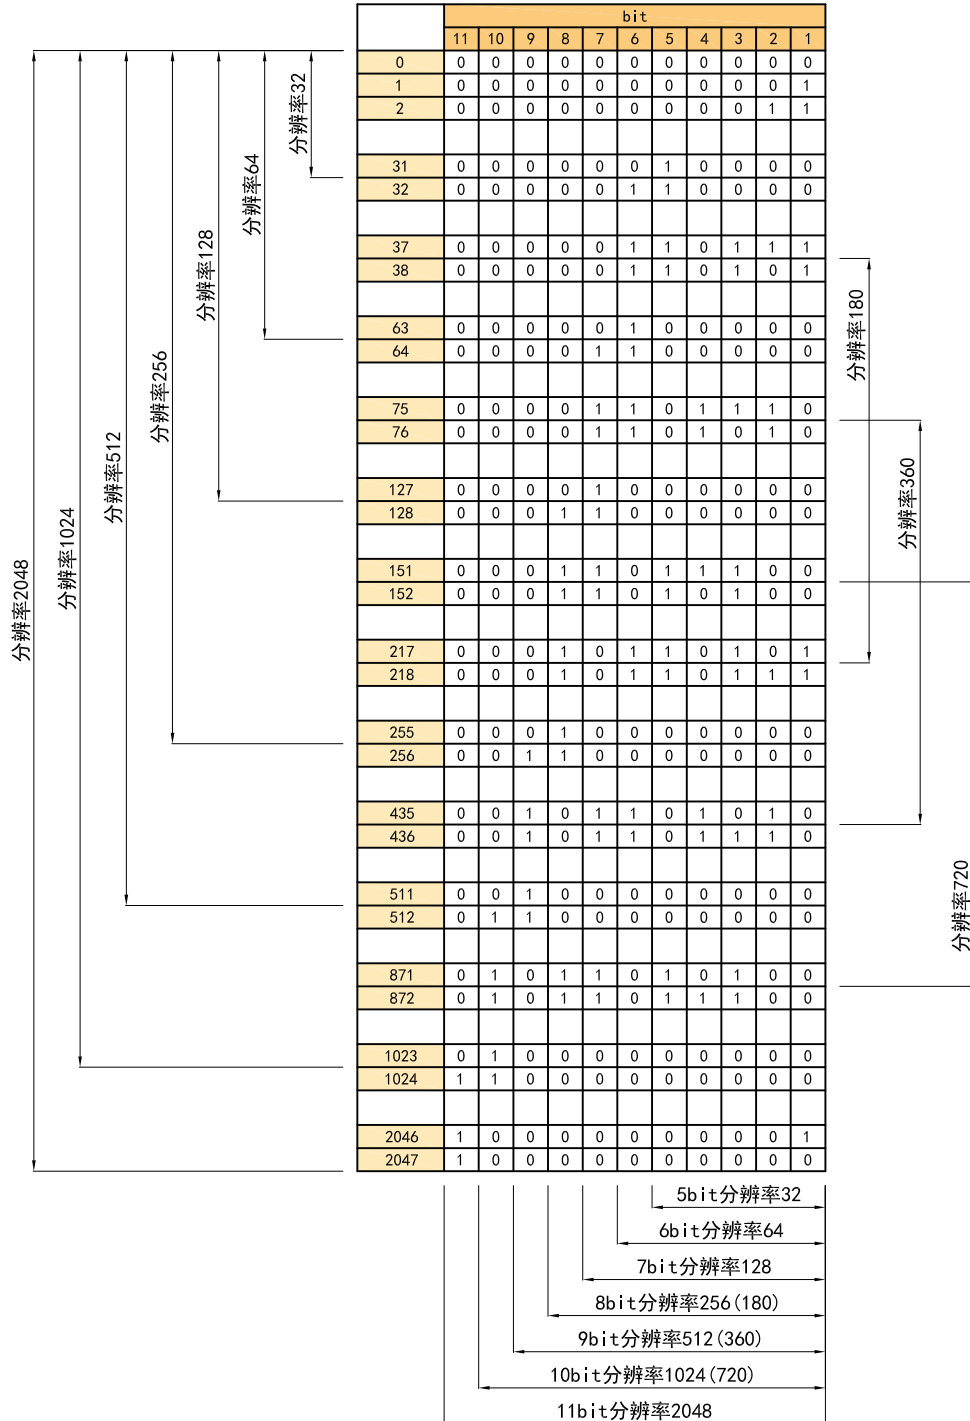 bit
11 10 9 8 7 6 5 4 3 2 1
0 0 0 0 0 0 0 0 0 0 0 0
1 0 0 0 0 0 0 0 0 0 0 1
2 0 0 0 0 0 0 0 0 0 1 1
31 0 0 0 0 0 0 1 0 0 0 0
32 0 0 0 0 0 1 1 0 0 0 0
37 0 0 0 0 0 1 1 0 1 1 1
38 0 0 0 0 0 1 1 0 1 0 1
63 0 0 0 0 0 1 0 0 0 0 0
64 0 0 0 0 1 1 0 0 0 0 0
75 0 0 0 0 1 1 0 1 1 1 0
76 0 0 0 0 1 1 0 1 0 1 0
127 0 0 0 0 1 0 0 0 0 0 0
128 0 0 0 1 1 0 0 0 0 0 0
151 0 0 0 1 1 0 1 1 1 0 0
152 0 0 0 1 1 0 1 0 1 0 0
217 0 0 0 1 0 1 1 0 1 0 1
218 0 0 0 1 0 1 1 0 1 1 1
255 0 0 0 1 0 0 0 0 0 0 0
256 0 0 1 1 0 0 0 0 0 0 0
435 0 0 1 0 1 1 0 1 0 1 0
436 0 0 1 0 1 1 0 1 1 1 0
511 0 0 1 0 0 0 0 0 0 0 0
512 0 1 1 0 0 0 0 0 0 0 0
871 0 1 0 1 1 0 1 0 1 0 0
872 0 1 0 1 1 0 1 1 1 0 0
1023 0 1 0 0 0 0 0 0 0 0 0
1024 1 1 0 0 0 0 0 0 0 0 0
2046 1 0 0 0 0 0 0 0 0 0 1
2047 1 0 0 0 0 0 0 0 0 0 0
分辨率2048
分辨率1024
分辨率512
分辨率256
分辨率128
分辨率64
分辨率32
分辨率180
分辨率360
分辨率720
5bit分辨率32
6bit分辨率64
7bit分辨率128
8bit分辨率256(180)
9bit分辨率512(360)
10bit分辨率1024(720)
11bit分辨率2048